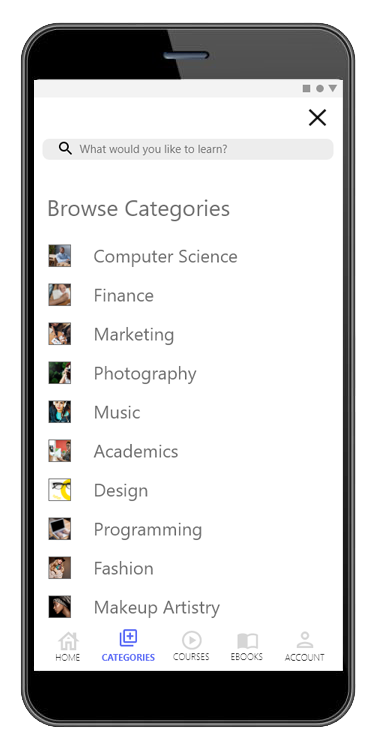 What would you like to learn?
Browse Categories
Computer Science
Finance
Marketing
Photography
Music
Academics
Design
Programming
Fashion
Makeup Artistry
HOME CATEGORIES COURSES EBOOKS ACCOUNT